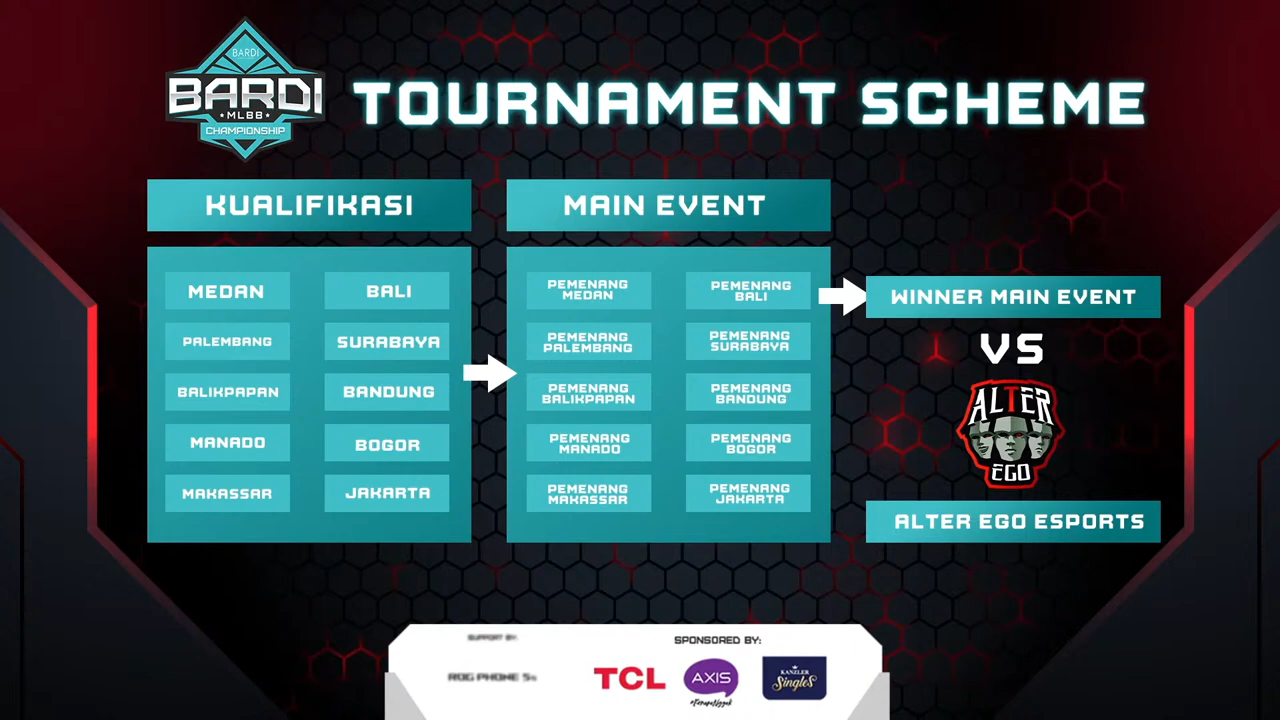 BARDI
BARDI
MLBB
CHAMPIONSHIP
TOURNAMENT SCHEME
KUALIFIKASI
MEDAN
BALI
PALEMBANG
SURABAYA
BALIKPAPAN
BANDUNG
MANADO
BOGOR
MAKASSAR
JAKARTA
MAIN EVENT
PEMENANG
MEDAN
PEMENANG
BALI
PEMENANG
PALEMBANG
PEMENANG
SURABAYA
PEMENANG
BALIKPAPAN
PEMENANG
BANDUNG
PEMENANG
MANADO
PEMENANG
BOGOR
PEMENANG
MAKASSAR
PEMENANG
JAKARTA
WINNER MAIN EVENT
VS
ALTER
EGO
ALTER EGO ESPORTS
SUPPORT BY:
ROG PHONE 5s
SPONSORED BY:
TCL
AXIS
KANZLER
Singles